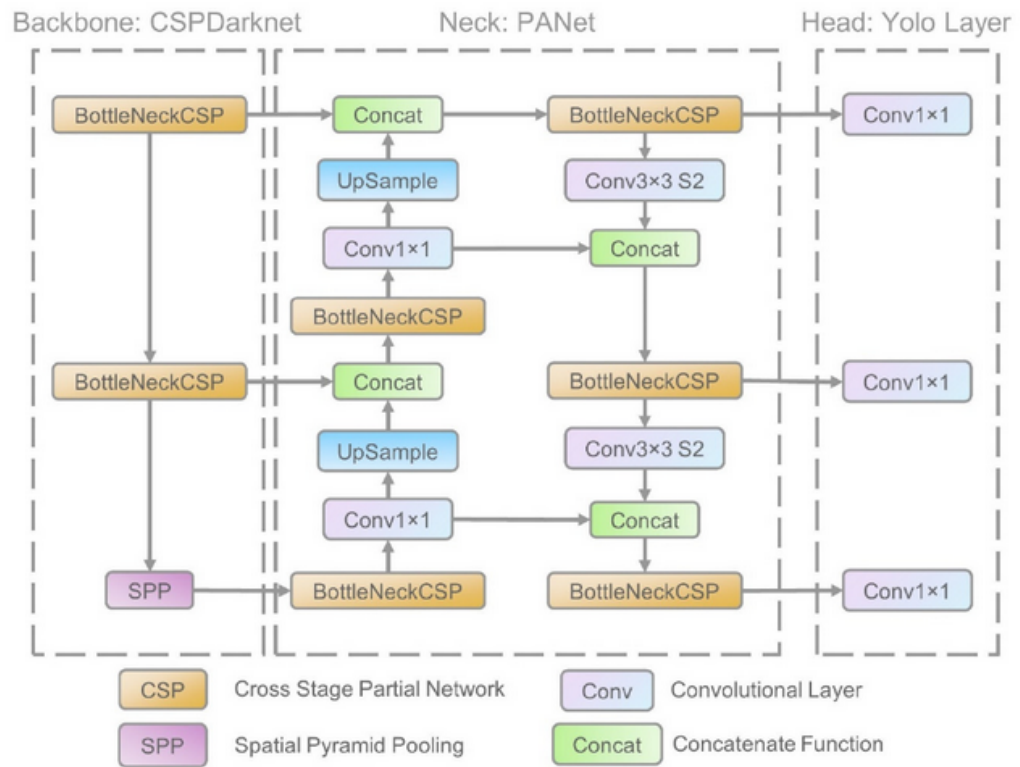 Backbone: CSPDarknet Neck: PANet Head: Yolo Layer
BottleNeckCSP Concat BottleNeckCSP Conv1×1
UpSample Conv3×3 S2
Conv1×1 Concat
BottleNeckCSP
BottleNeckCSP Concat BottleNeckCSP Conv1×1
UpSample Conv3×3 S2
Conv1×1 Concat
SPP BottleNeckCSP BottleNeckCSP Conv1×1
CSP Cross Stage Partial Network Conv Convolutional Layer
SPP Spatial Pyramid Pooling Concat Concatenate Function